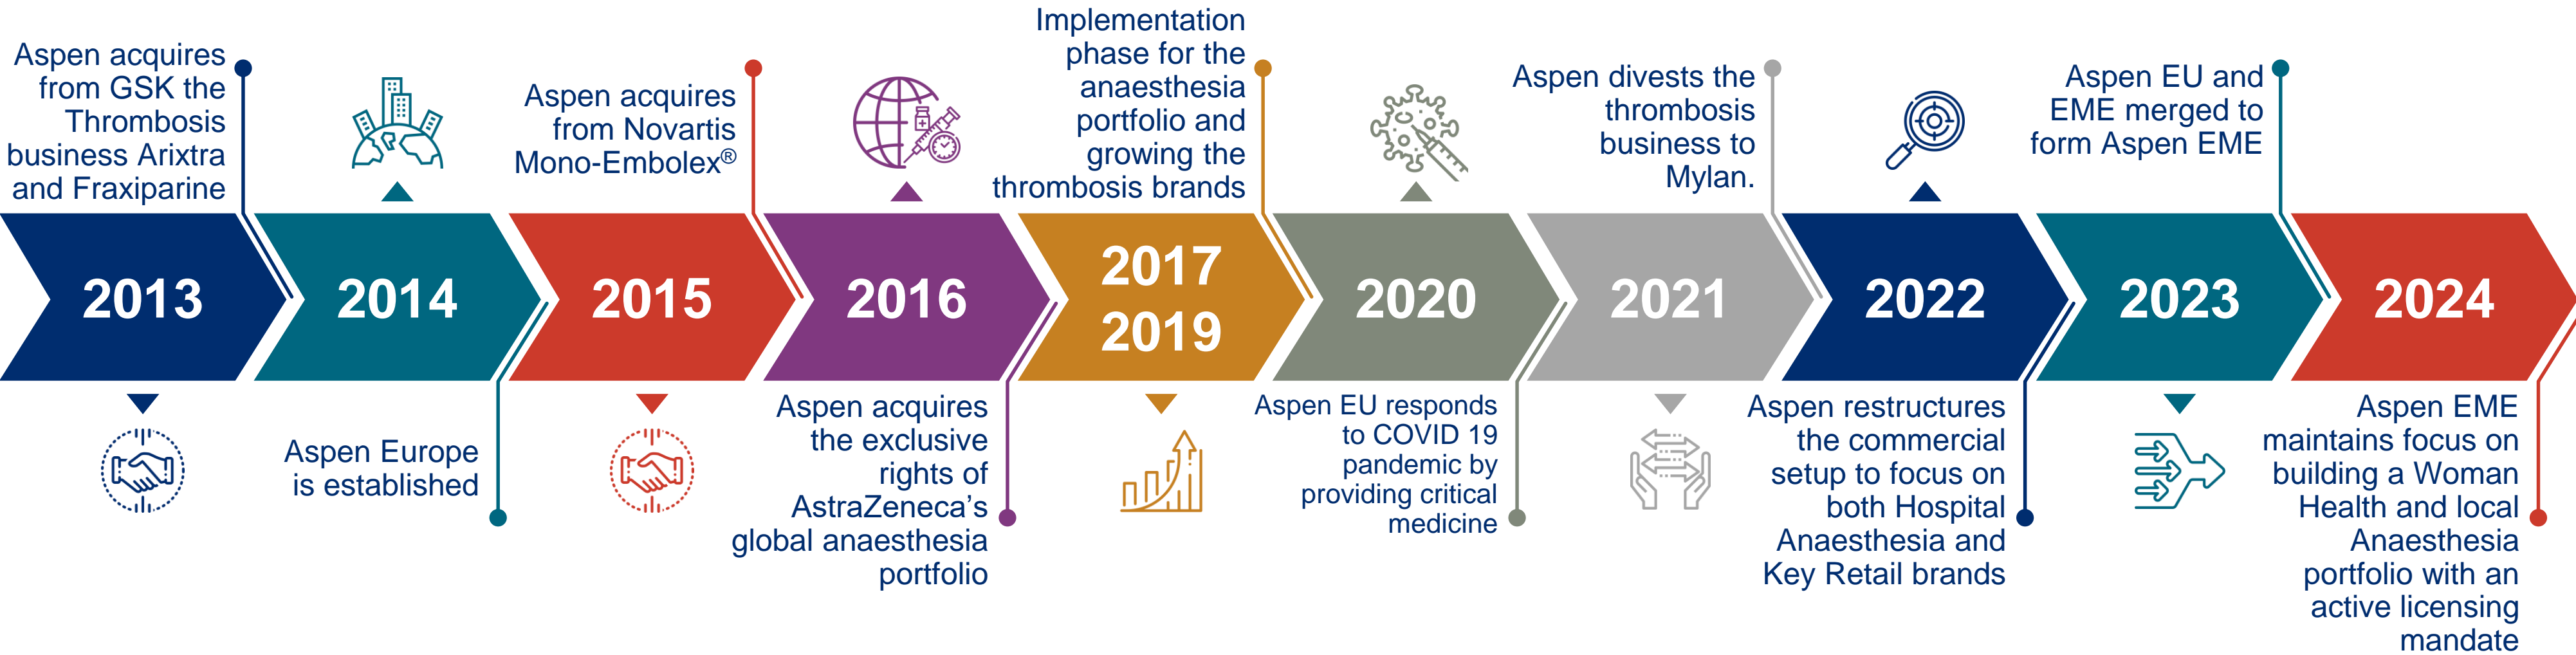 Aspen acquires
from GSK the
Thrombosis
business Arixtra
and Fraxiparine
2013
2014
Aspen Europe
is established
Aspen acquires
from Novartis
Mono-Embolex®
2015
2016
Aspen acquires
the exclusive
rights of
AstraZeneca’s
global anaesthesia
portfolio
Implementation
phase for the
anaesthesia
portfolio and
growing the
thrombosis brands
2017
2019
2020
Aspen EU responds
to COVID 19
pandemic by
providing critical
medicine
Aspen divests the
thrombosis
business to
Mylan.
2021
2022
Aspen restructures
the commercial
setup to focus on
both Hospital
Anaesthesia and
Key Retail brands
Aspen EU and
EME merged to
form Aspen EME
2023
2024
Aspen EME
maintains focus on
building a Woman
Health and local
Anaesthesia
portfolio with an
active licensing
mandate